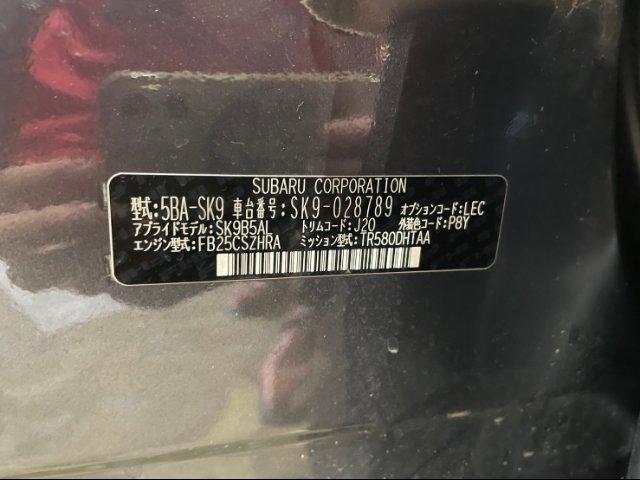 SUBARU CORPORATION
型式:5BA-SK9 車台番号:SK9-028789 オプションコード:LEC
アプライドモデル:SK9B5AL トリムコード:J20 外装色コード:P8Y
エンジン型式:FB25CSZHRA ミッション型式:TR580DHTAA